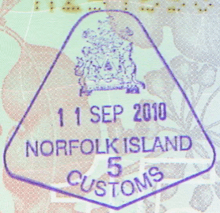 11 SEP 2010
NORFOLK ISLAND
5
CUSTOMS